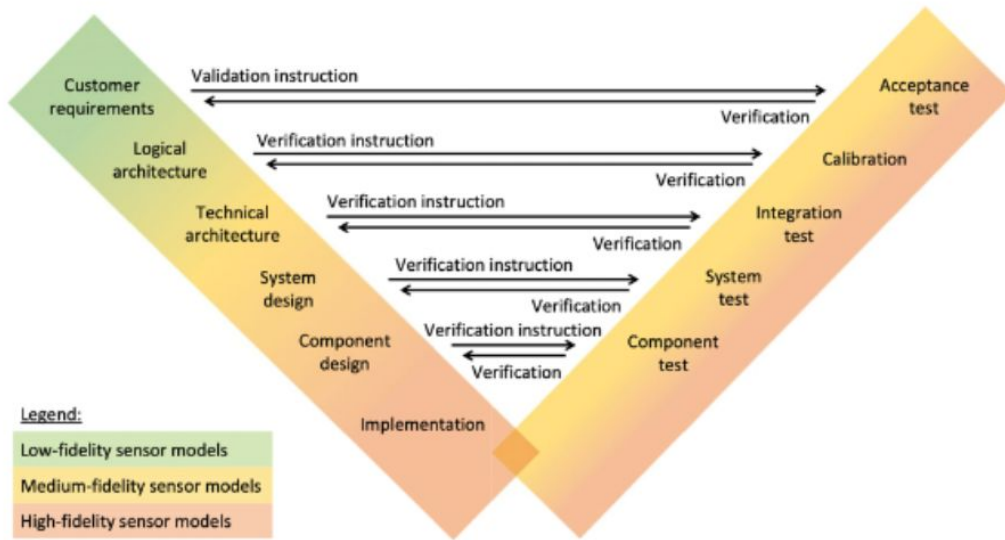 Customer
requirements
Validation instruction
Verification
Acceptance
test
Logical
architecture
Verification instruction
Verification
Calibration
Technical
architecture
Verification instruction
Verification
Integration
test
System
design
Verification instruction
Verification
System
test
Component
design
Verification instruction
Verification
Component
test
Implementation
Legend:
Low-fidelity sensor models
Medium-fidelity sensor models
High-fidelity sensor models